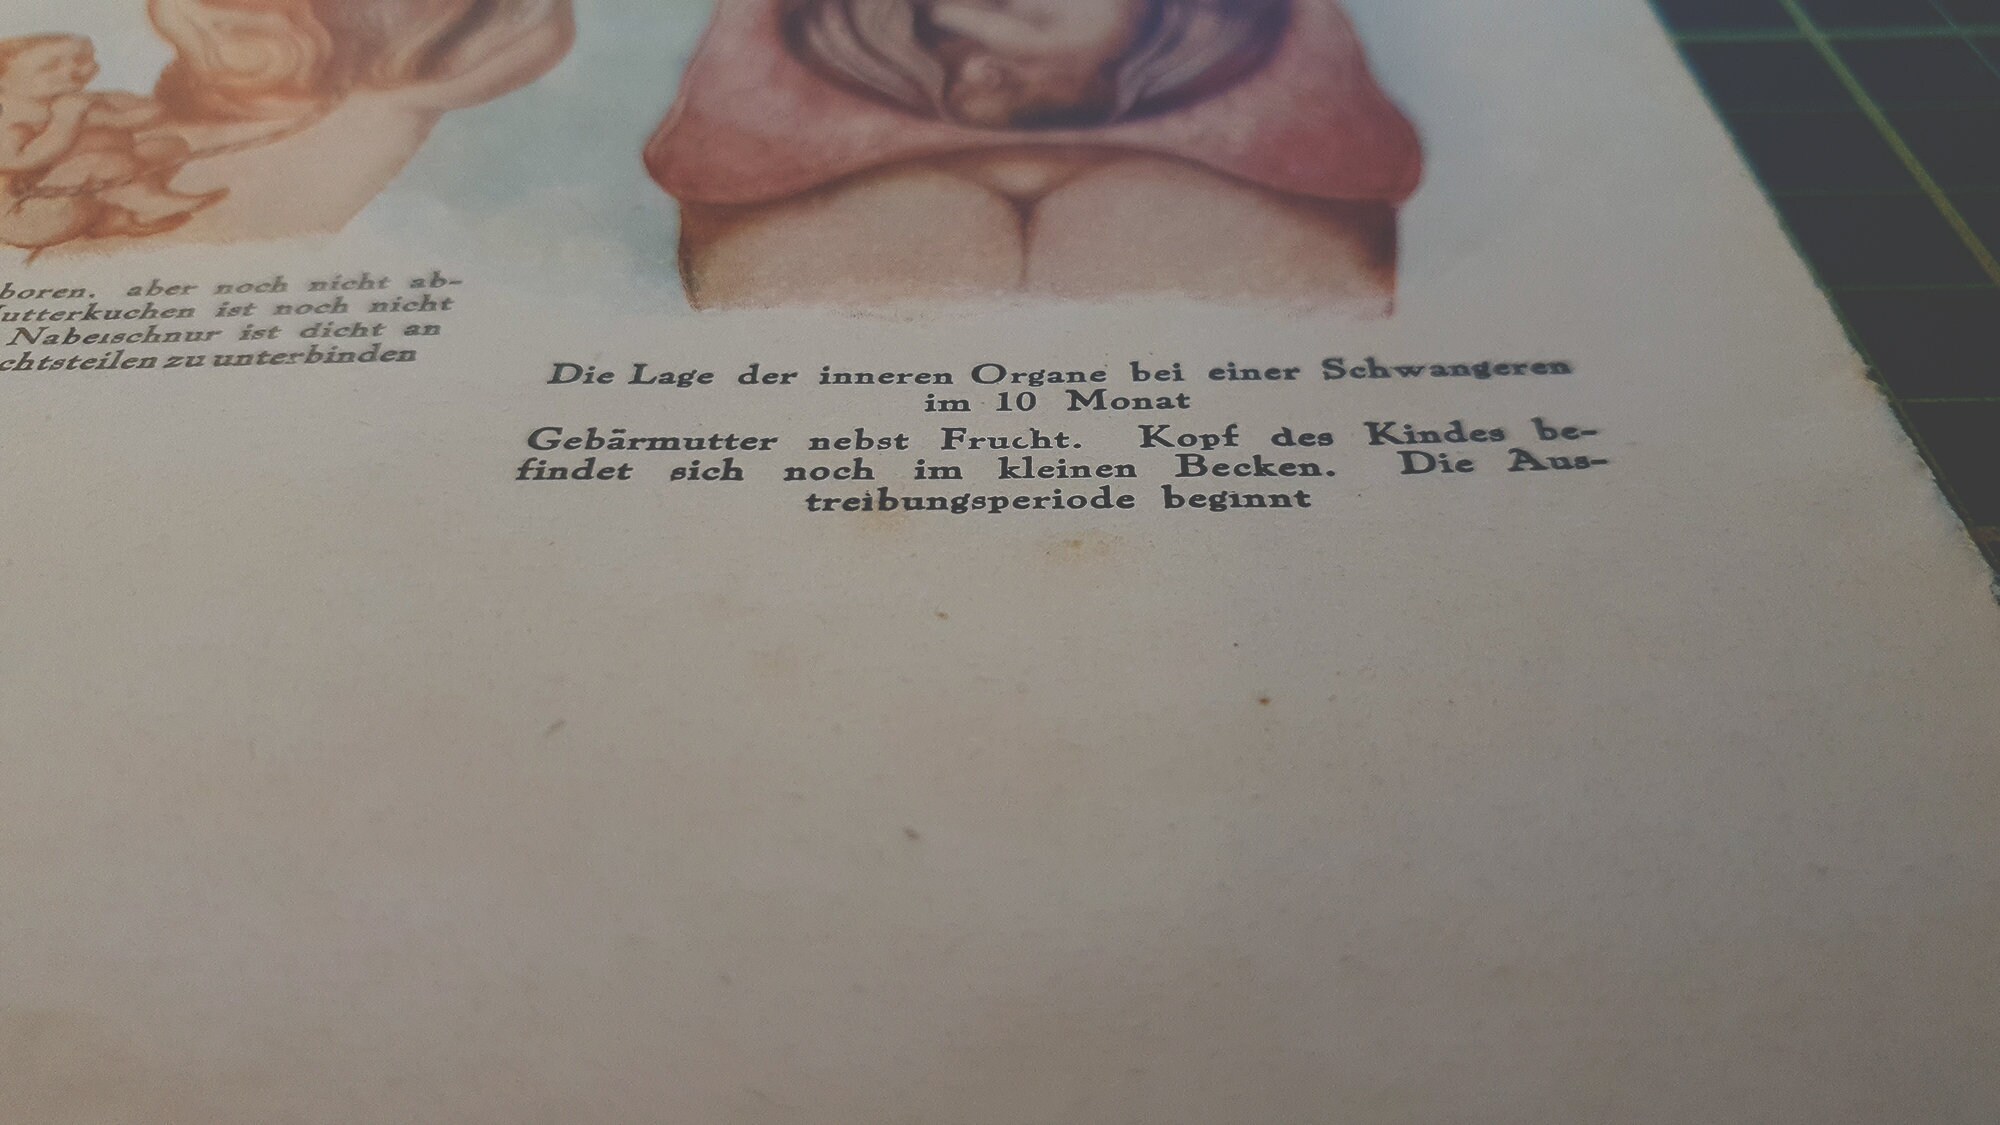 boren. aber noch nicht ab-
utterkuchen ist noch nicht
Nabelschnur ist dicht an
chtsteilen zu unterbinden
Die Lage der inneren Organe bei einer Schwangeren
im 10 Monat
Gebärmutter nebst Frucht. Kopf des Kindes be-
findet sich noch im kleinen Becken. Die Aus-
treibungsperiode beginnt